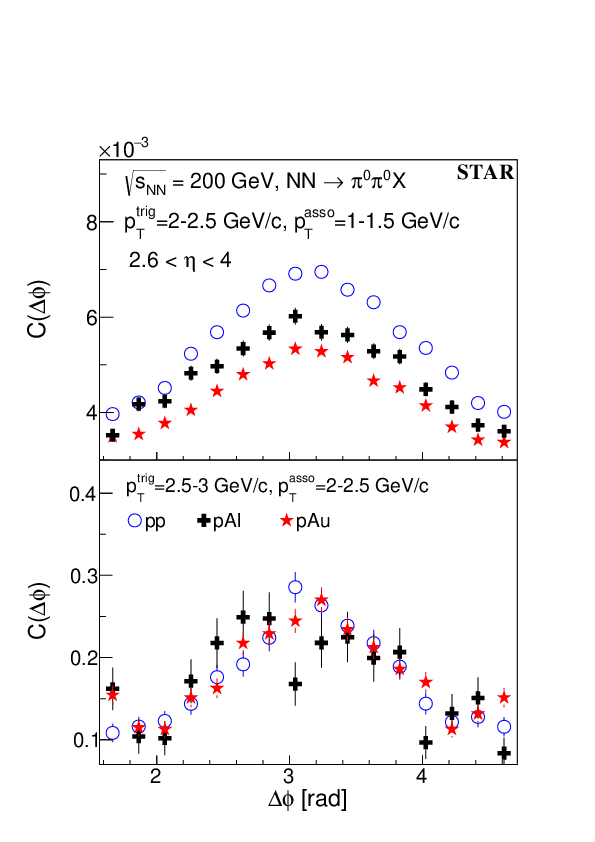 ×10⁻³
STAR
√s_NN = 200 GeV, NN → π⁰π⁰X
p_T^trig=2-2.5 GeV/c, p_T^asso=1-1.5 GeV/c
2.6 < η < 4
C(Δϕ)
8
6
4
p_T^trig=2.5-3 GeV/c, p_T^asso=2-2.5 GeV/c
pp pAl pAu
C(Δϕ)
0.4
0.3
0.2
0.1
2 3 4
Δϕ [rad]